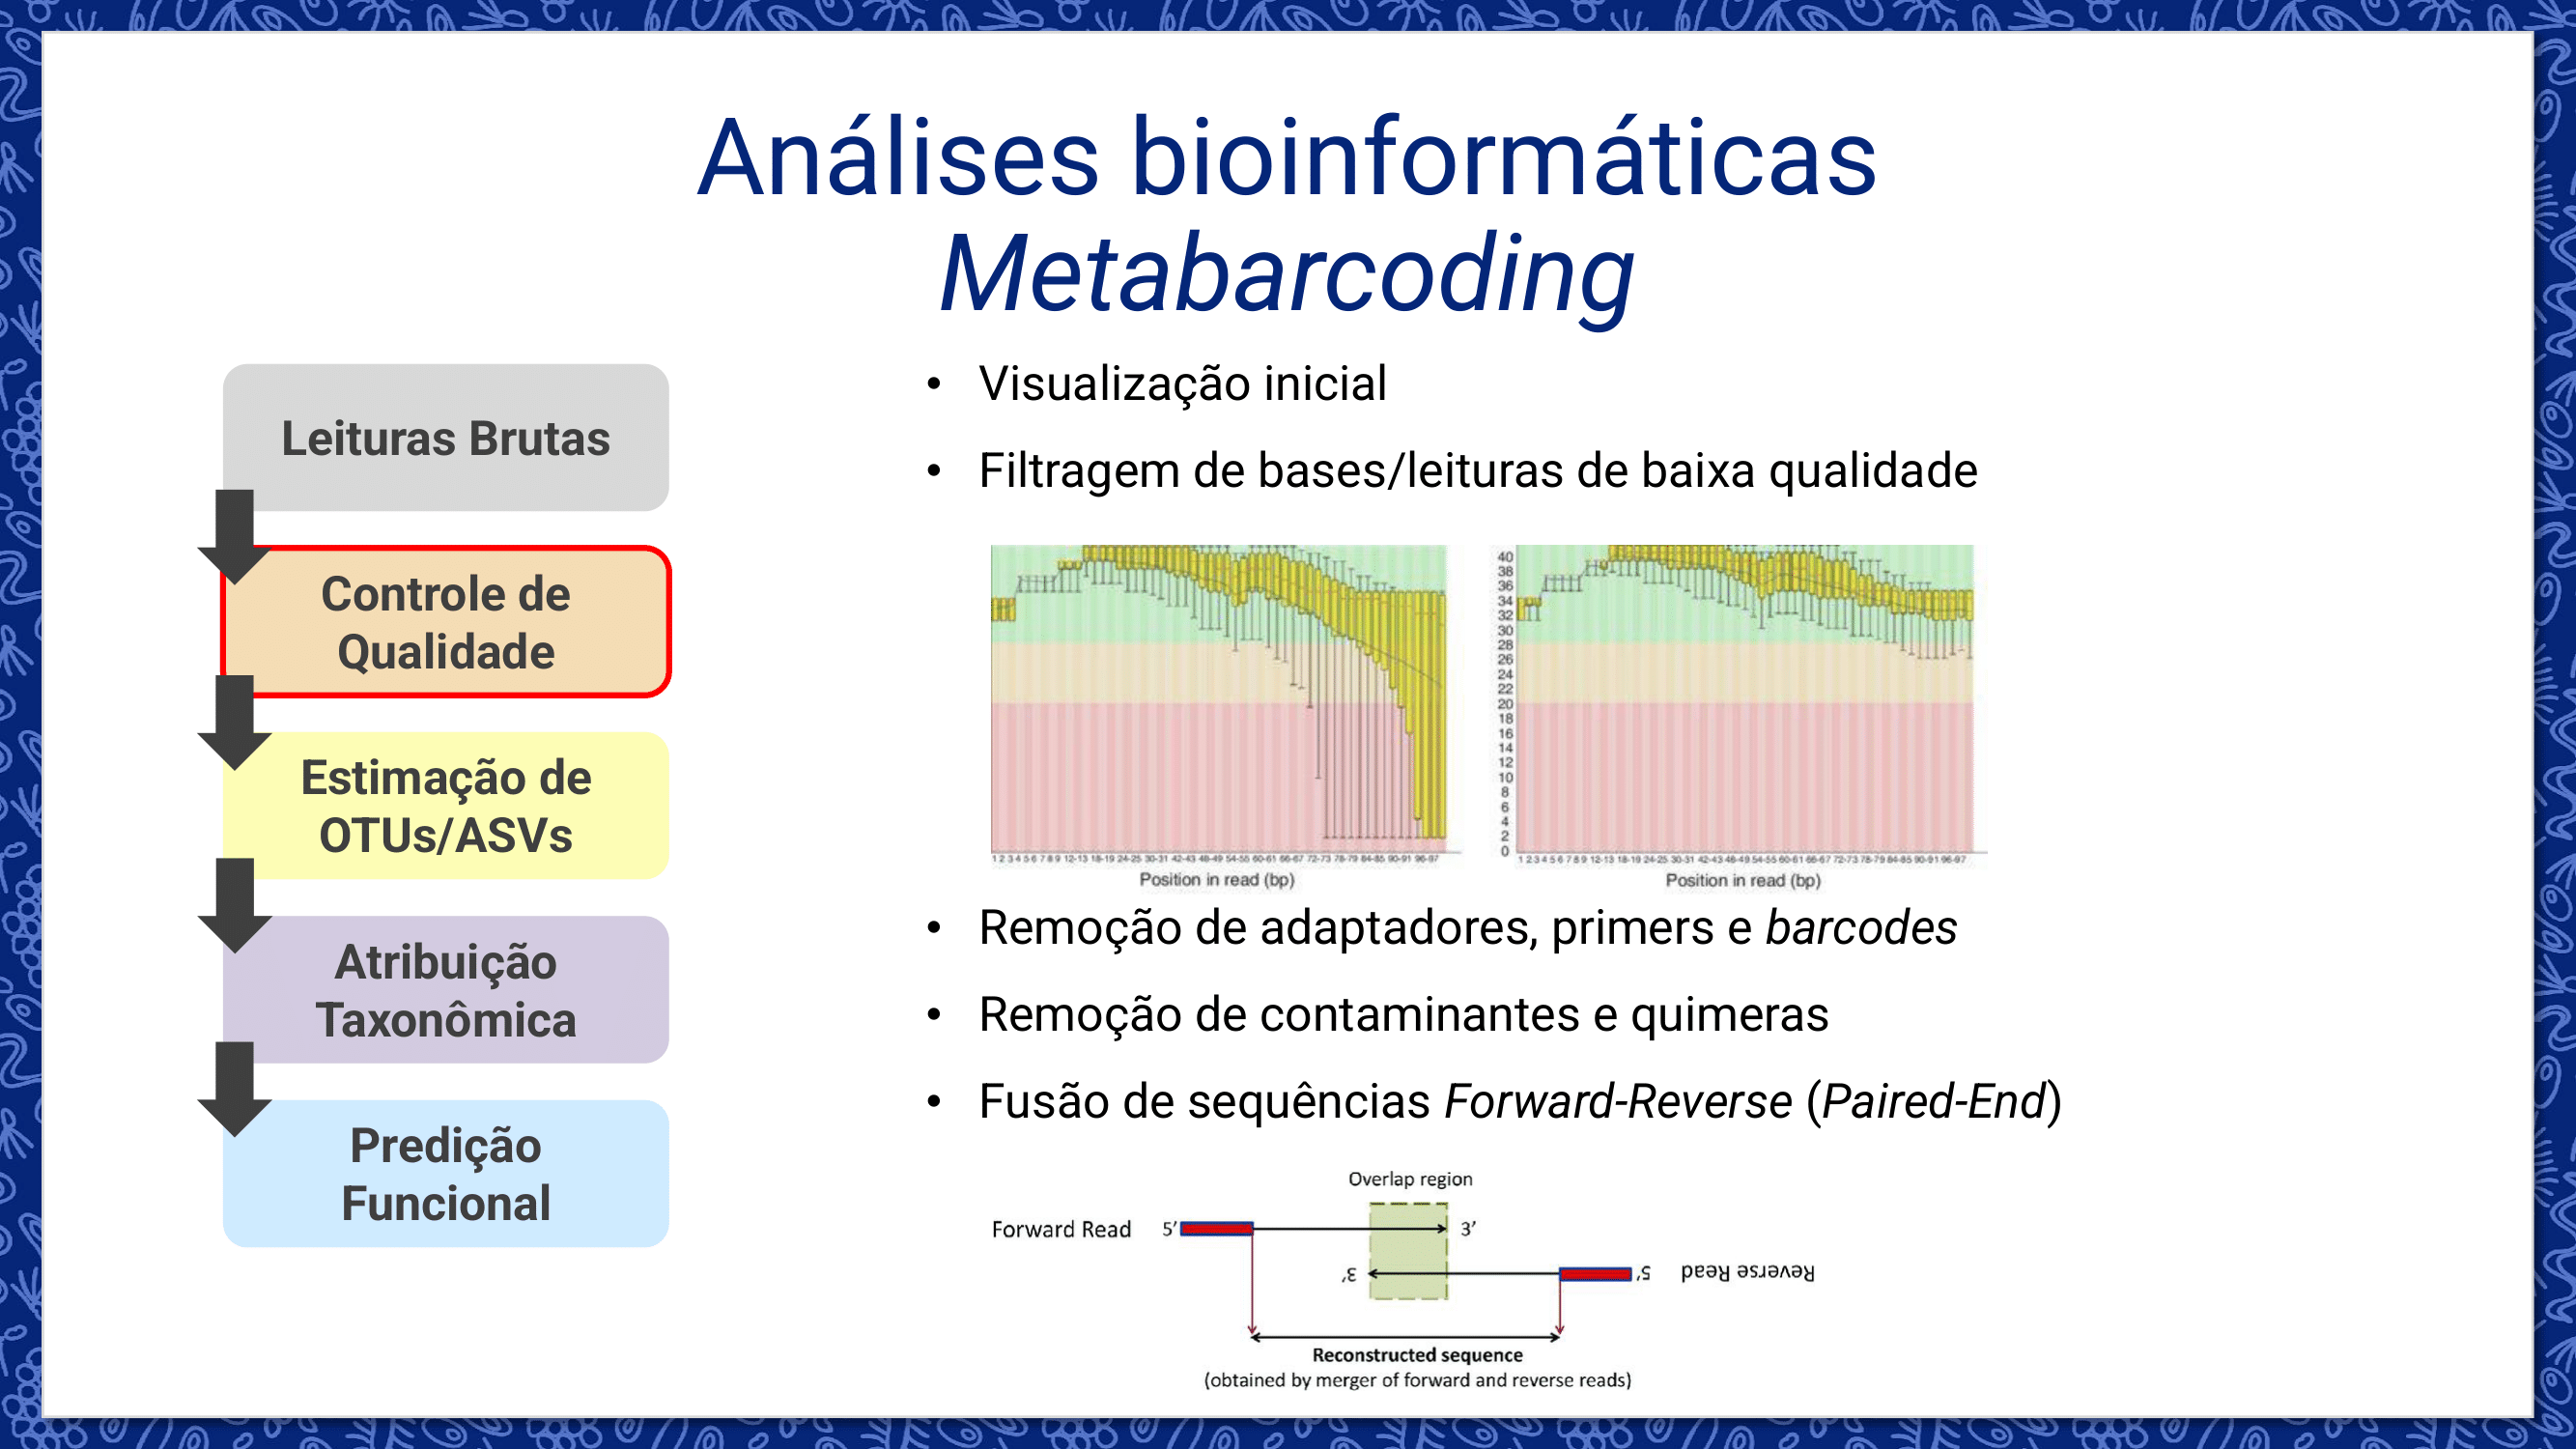 Análises bioinformáticas
Metabarcoding
Leituras Brutas
Controle de
Qualidade
Estimação de
OTUs/ASVs
Atribuição
Taxonômica
Predição
Funcional
• Visualização inicial
• Filtragem de bases/leituras de baixa qualidade
40
38
36
34
32
30
28
26
24
22
20
18
16
14
12
10
8
6
4
2
0
1 2 3 4 5 6 7 8 9 12-13 18-19 24-25 30-31 42-43 48-49 54-55 60-61 66-67 72-73 78-79 84-85 90-91 96-97
Position in read (bp)
1 2 3 4 5 6 7 8 9 12-13 18-19 24-25 30-31 42-43 48-49 54-55 60-61 66-67 72-73 78-79 84-85 90-91 96-97
Position in read (bp)
• Remoção de adaptadores, primers e barcodes
• Remoção de contaminantes e quimeras
• Fusão de sequências Forward-Reverse (Paired-End)
Overlap region
Forward Read 5’ 3’
3’ 5’ Reverse Read
Reconstructed sequence
(obtained by merger of forward and reverse reads)